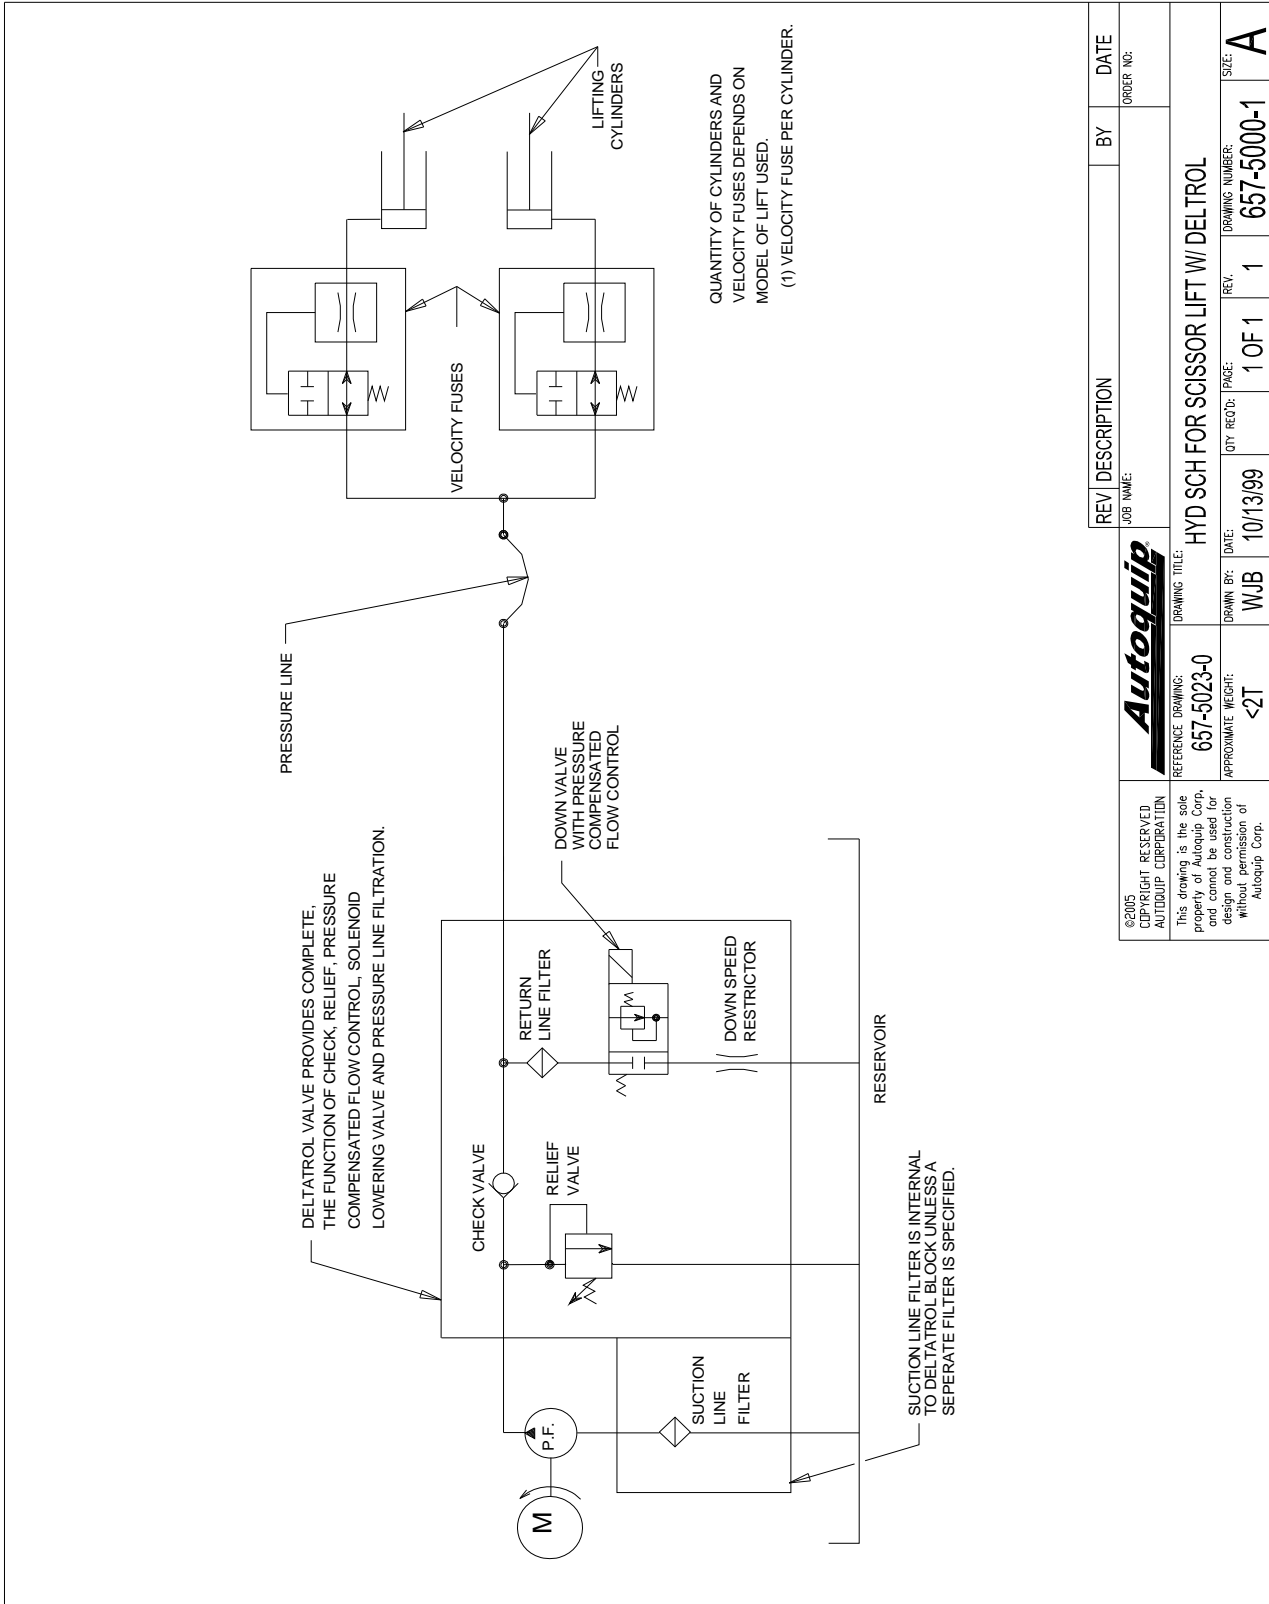 LIFTING
CYLINDERS
QUANTITY OF CYLINDERS AND
VELOCITY FUSES DEPENDS ON
MODEL OF LIFT USED.
(1) VELOCITY FUSE PER CYLINDER.
VELOCITY FUSES
PRESSURE LINE
DELTATROL VALVE PROVIDES COMPLETE,
THE FUNCTION OF CHECK, RELIEF, PRESSURE
COMPENSATED FLOW CONTROL, SOLENOID
LOWERING VALVE AND PRESSURE LINE FILTRATION.
DOWN VALVE
WITH PRESSURE
COMPENSATED
FLOW CONTROL
RETURN
LINE FILTER
DOWN SPEED
RESTRICTOR
CHECK VALVE
RELIEF
VALVE
RESERVOIR
SUCTION
LINE
FILTER
P.F.
M
SUCTION LINE FILTER IS INTERNAL
TO DELTATROL BLOCK UNLESS A
SEPERATE FILTER IS SPECIFIED.
REV DESCRIPTION BY DATE
©2005
COPYRIGHT RESERVED
AUTOQUIP CORPORATION
This drawing is the sole
property of Autoquip Corp,
and cannot be used for
design and construction
without permission of
Autoquip Corp.
Autoquip®
JOB NAME:
ORDER NO:
REFERENCE DRAWING:
657-5023-0
DRAWING TITLE:
HYD SCH FOR SCISSOR LIFT W/ DELTROL
APPROXIMATE WEIGHT:
<2T
DRAWN BY:
WJB
DATE:
10/13/99
QTY REQ'D:
PAGE:
1 OF 1
REV.
1
DRAWING NUMBER:
657-5000-1
SIZE:
A